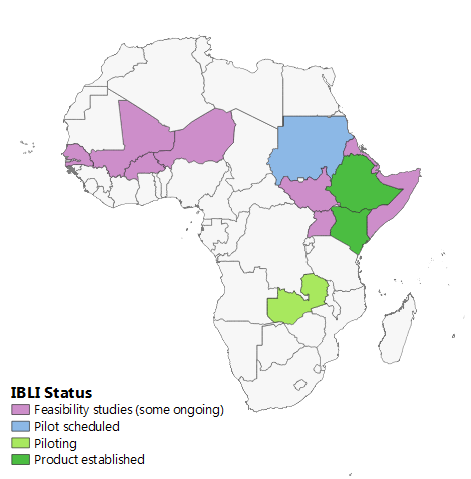 IBLI Status
Feasibility studies (some ongoing)
Pilot scheduled
Piloting
Product established